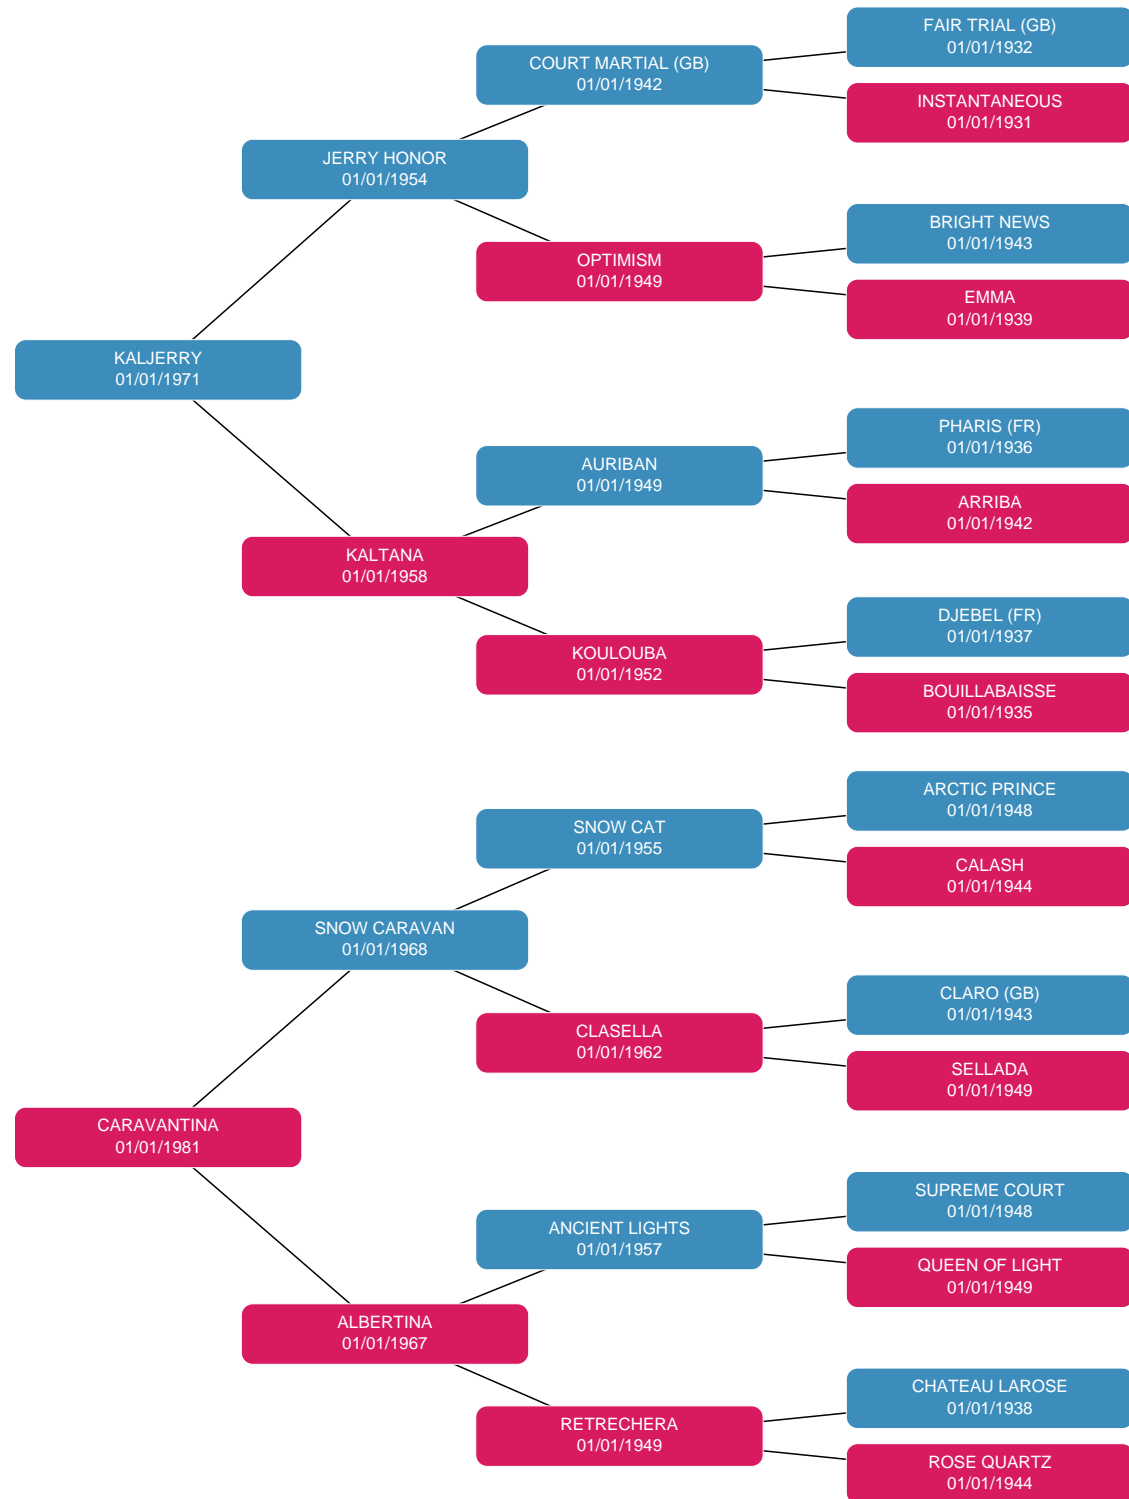 FAIR TRIAL (GB)
01/01/1932
COURT MARTIAL (GB)
01/01/1942
INSTANTANEOUS
01/01/1931
JERRY HONOR
01/01/1954
BRIGHT NEWS
01/01/1943
OPTIMISM
01/01/1949
EMMA
01/01/1939
KALJERRY
01/01/1971
PHARIS (FR)
01/01/1936
AURIBAN
01/01/1949
ARRIBA
01/01/1942
KALTANA
01/01/1958
DJEBEL (FR)
01/01/1937
KOULOUBA
01/01/1952
BOUILLABAISSE
01/01/1935
ARCTIC PRINCE
01/01/1948
SNOW CAT
01/01/1955
CALASH
01/01/1944
SNOW CARAVAN
01/01/1968
CLARO (GB)
01/01/1943
CLASELLA
01/01/1962
SELLADA
01/01/1949
CARAVANTINA
01/01/1981
SUPREME COURT
01/01/1948
ANCIENT LIGHTS
01/01/1957
QUEEN OF LIGHT
01/01/1949
ALBERTINA
01/01/1967
CHATEAU LAROSE
01/01/1938
RETRECHERA
01/01/1949
ROSE QUARTZ
01/01/1944